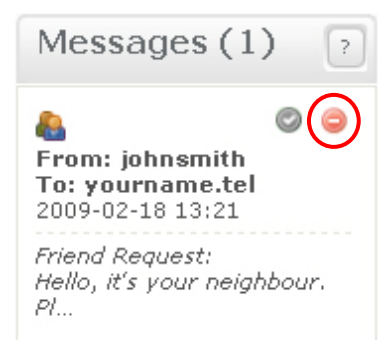 Messages (1) ?
From: johnsmith
To: yourname.tel
2009-02-18 13:21
Friend Request:
Hello, it's your neighbour.
Pl...